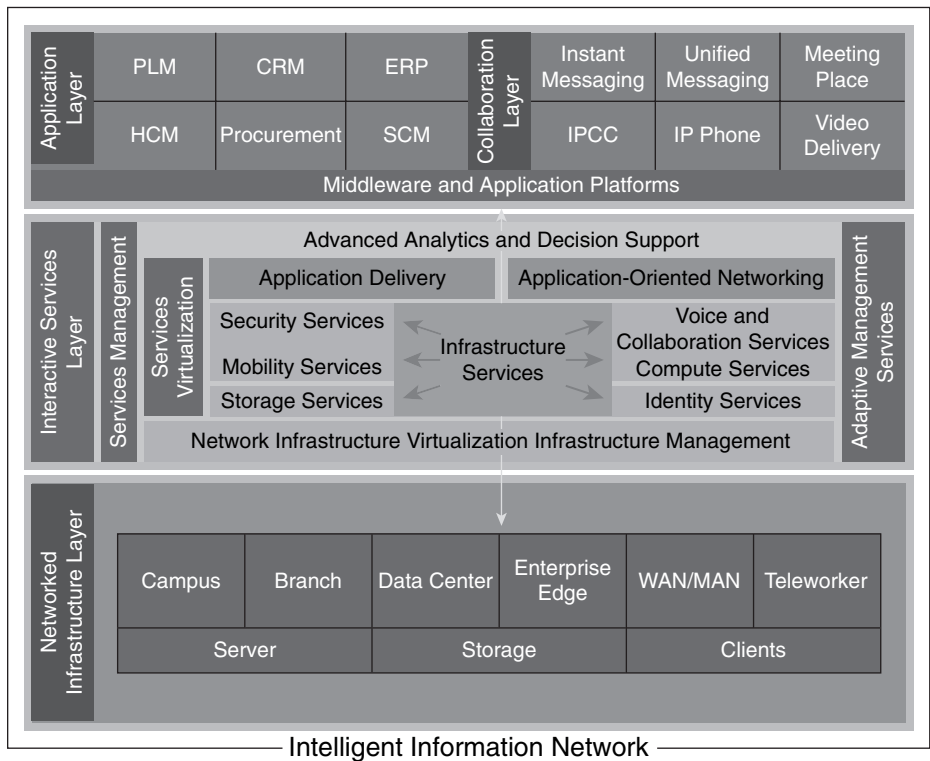 Application
Layer
PLM
CRM
ERP
HCM
Procurement
SCM
Collaboration
Layer
Instant
Messaging
Unified
Messaging
Meeting
Place
IPCC
IP Phone
Video
Delivery
Middleware and Application Platforms
Interactive Services
Layer
Services Management
Advanced Analytics and Decision Support
Services
Virtualization
Application Delivery
Application-Oriented Networking
Security Services
Mobility Services
Storage Services
Infrastructure
Services
Voice and
Collaboration Services
Compute Services
Identity Services
Adaptive Management
Services
Network Infrastructure Virtualization Infrastructure Management
Networked
Infrastructure Layer
Campus
Branch
Data Center
Enterprise
Edge
WAN/MAN
Teleworker
Server
Storage
Clients
Intelligent Information Network